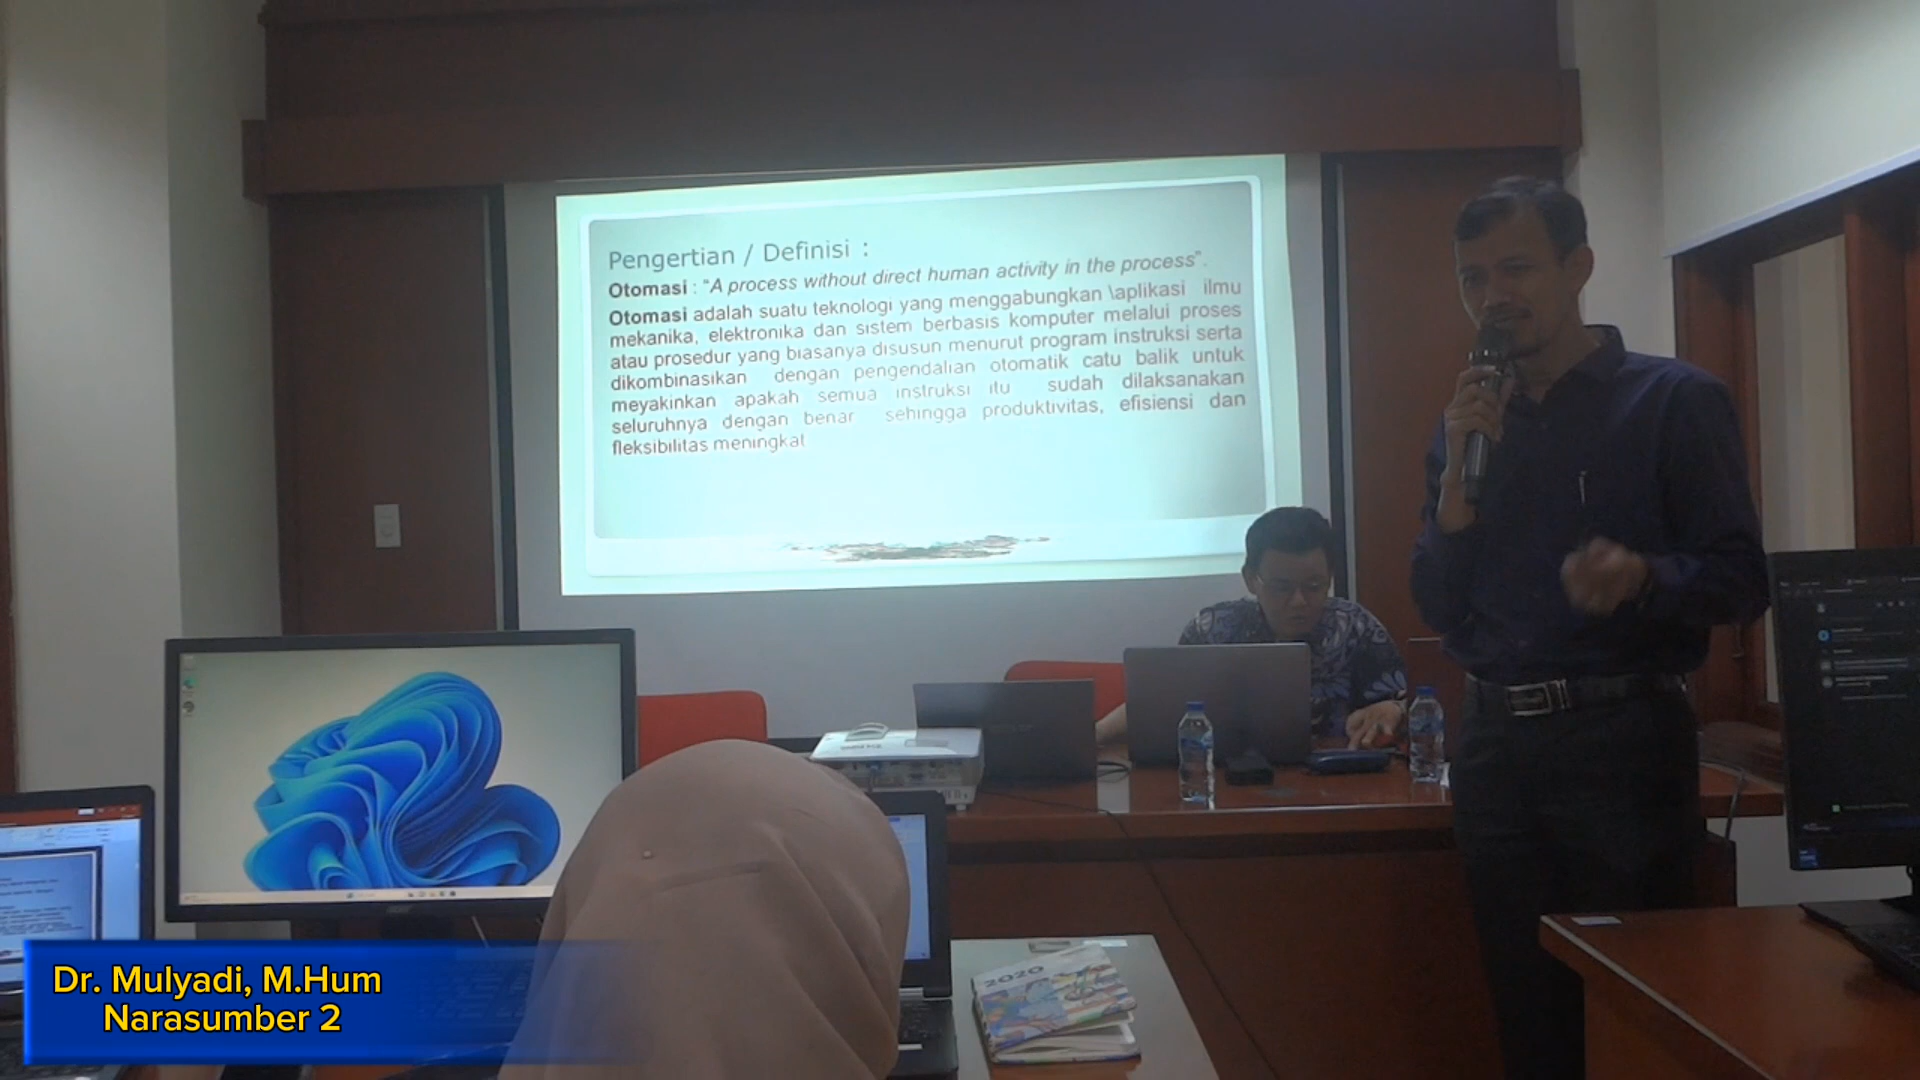 Pengertian / Definisi :
Otomasi : “A process without direct human activity in the process”.
Otomasi adalah suatu teknologi yang menggabungkan \aplikasi ilmu
mekanika, elektronika dan sistem berbasis komputer melalui proses
atau prosedur yang biasanya disusun menurut program instruksi serta
dikombinasikan dengan pengendalian otomatik catu balik untuk
meyakinkan apakah semua instruksi itu sudah dilaksanakan
seluruhnya dengan benar sehingga produktivitas, efisiensi dan
fleksibilitas meningkat
2020
Dr. Mulyadi, M.Hum
Narasumber 2